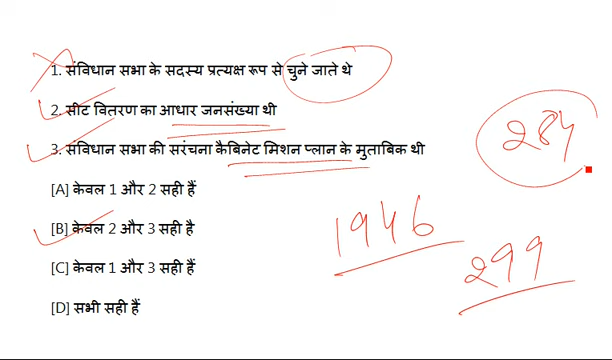 1. संविधान सभा के सदस्य प्रत्यक्ष रूप से चुने जाते थे
2. सीट वितरण का आधार जनसंख्या थी
3. संविधान सभा की सरंचना कैबिनेट मिशन प्लान के मुताबिक थी
284
[A] केवल 1 और 2 सही हैं
[B] केवल 2 और 3 सही है
1946
[C] केवल 1 और 3 सही हैं
299
[D] सभी सही हैं